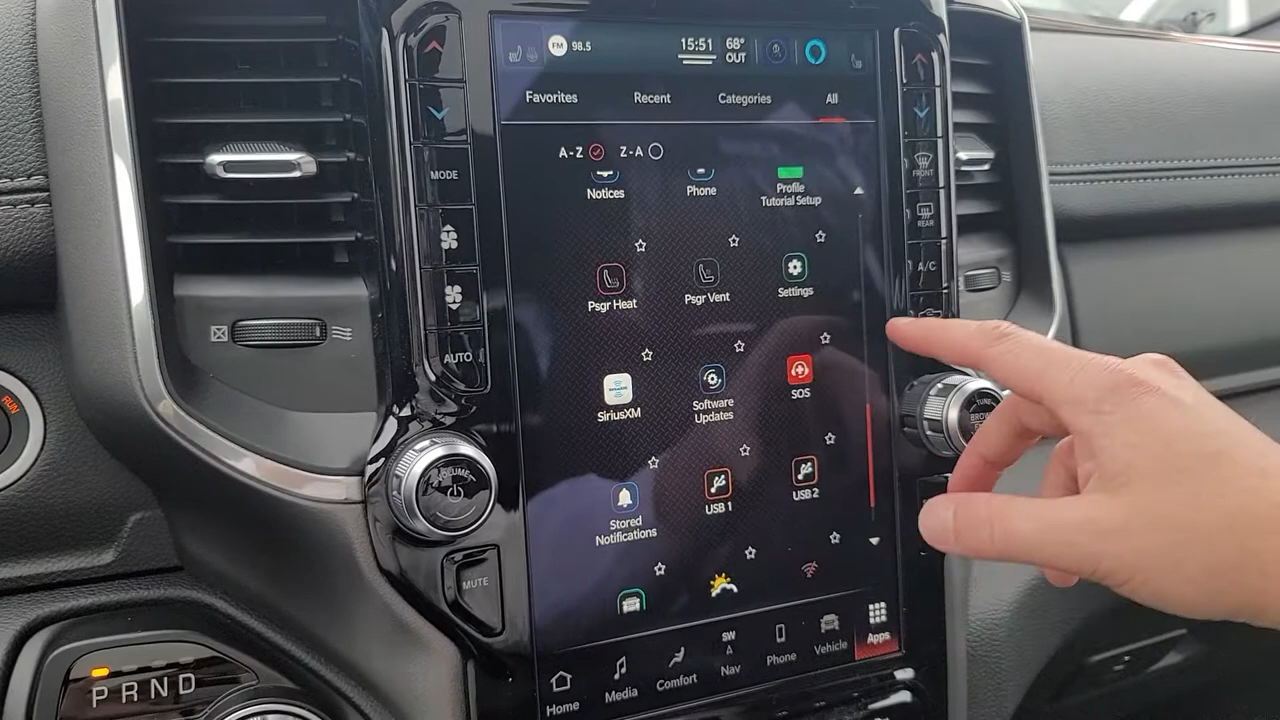 FM 98.5
15:51
68°
OUT
Favorites Recent Categories All
A-Z Z-A
Notices
Phone
Profile
Tutorial Setup
Psgr Heat
Psgr Vent
Settings
SiriusXM
Software
Updates
SOS
Stored
Notifications
USB 1
USB 2
Home
Media
Comfort
SW
Nav
Phone
Vehicle
Apps
MODE
AUTO
VOLUME
MUTE
FRONT
REAR
A/C
TUNE
RUN
P R N D